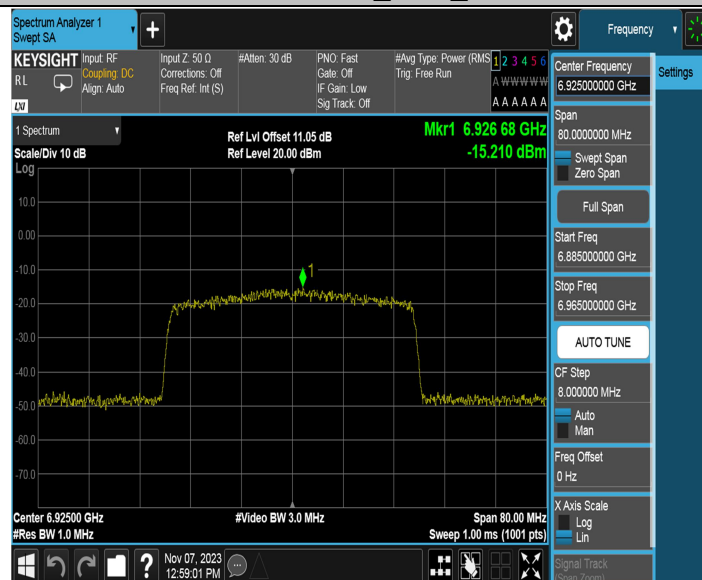 Spectrum Analyzer 1
Swept SA
+
Frequency
KEYSIGHT
RL
LXI
Input: RF
Coupling: DC
Align: Auto
Input Z: 50 Ω
Corrections: Off
Freq Ref: Int (S)
#Atten: 30 dB
PNO: Fast
Gate: Off
IF Gain: Low
Sig Track: Off
#Avg Type: Power (RMS
Trig: Free Run
1 2 3 4 5 6
A W W W W W
A A A A A A
Center Frequency
6.925000000 GHz
Settings
Span
80.0000000 MHz
Swept Span
Zero Span
Full Span
Start Freq
6.885000000 GHz
Stop Freq
6.965000000 GHz
AUTO TUNE
CF Step
8.000000 MHz
Auto
Man
Freq Offset
0 Hz
X Axis Scale
Log
Lin
Signal Track
(Span Zoom)
1 Spectrum
Scale/Div 10 dB
Ref Lvl Offset 11.05 dB
Ref Level 20.00 dBm
Mkr1 6.926 68 GHz
-15.210 dBm
Log
10.0
0.00
-10.0
1
-20.0
-30.0
-40.0
-50.0
-60.0
-70.0
Center 6.92500 GHz
#Video BW 3.0 MHz
Span 80.00 MHz
#Res BW 1.0 MHz
Sweep 1.00 ms (1001 pts)
?
Nov 07, 2023
12:59:01 PM